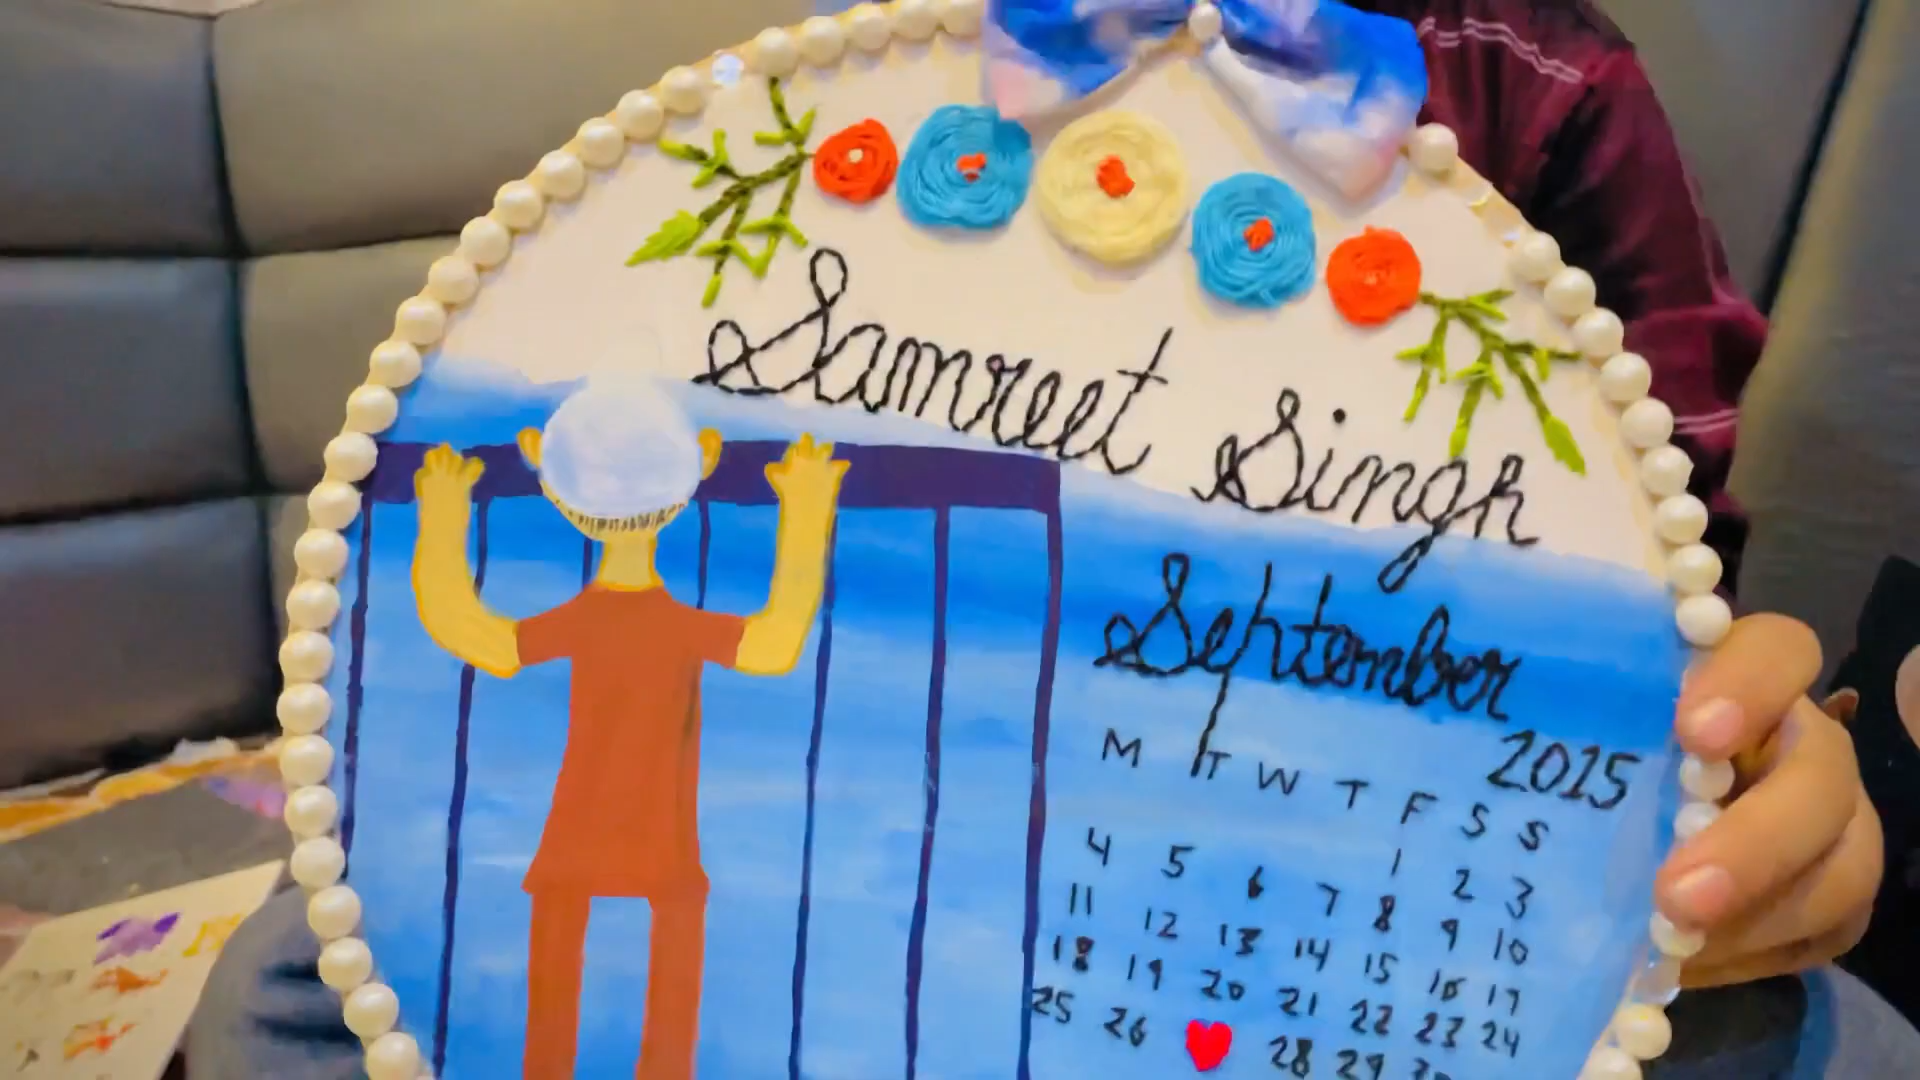 Samreet Singh
September
2015
M T W T F S S
1 2 3
4 5 6 7 8 9 10
11 12 13 14 15 16 17
18 19 20 21 22 23 24
25 26 28 29 30